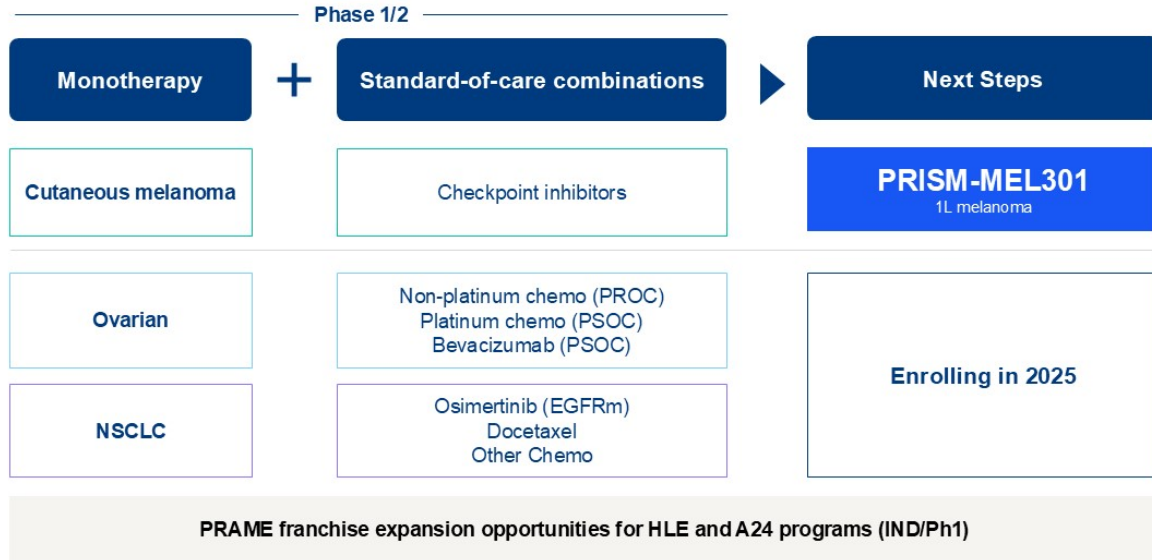 Phase 1/2
Monotherapy
+
Standard-of-care combinations
Next Steps
Cutaneous melanoma
Checkpoint inhibitors
PRISM-MEL301
1L melanoma
Ovarian
Non-platinum chemo (PROC)
Platinum chemo (PSOC)
Bevacizumab (PSOC)
Enrolling in 2025
NSCLC
Osimertinib (EGFRm)
Docetaxel
Other Chemo
PRAME franchise expansion opportunities for HLE and A24 programs (IND/Ph1)